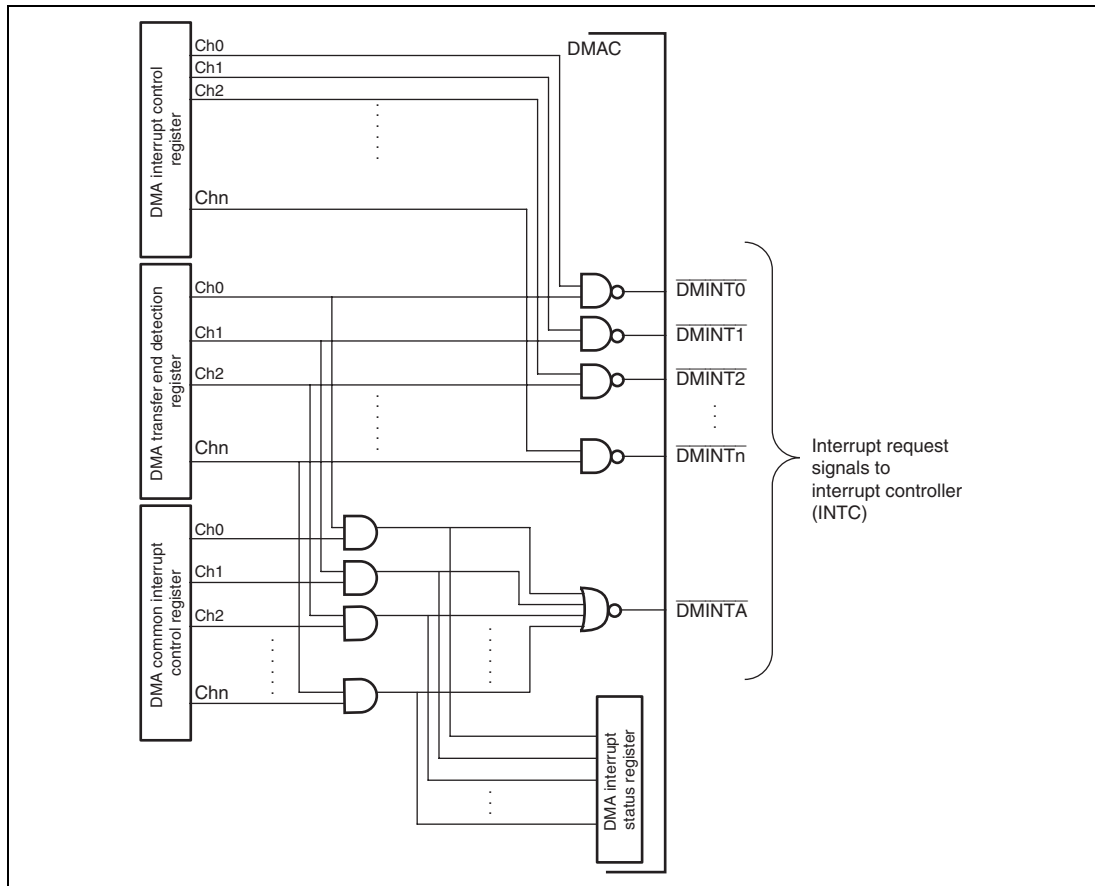 DMAC
DMA interrupt control
register
Ch0
Ch1
Ch2
Chn
DMA transfer end detection
register
Ch0
Ch1
Ch2
Chn
DMA common interrupt
control register
Ch0
Ch1
Ch2
Chn
DMINT0
DMINT1
DMINT2
DMINTn
DMINTA
Interrupt request
signals to
interrupt controller
(INTC)
DMA interrupt
status register